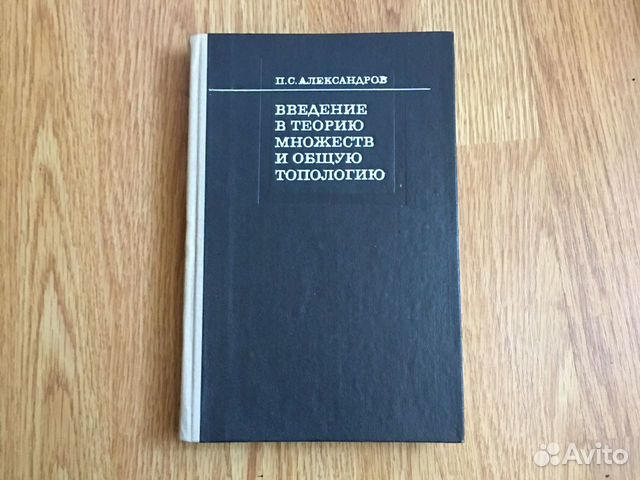 П.С.АЛЕКСАНДРОВ
ВВЕДЕНИЕ
В ТЕОРИЮ
МНОЖЕСТВ
И ОБЩУЮ
ТОПОЛОГИЮ
Avito